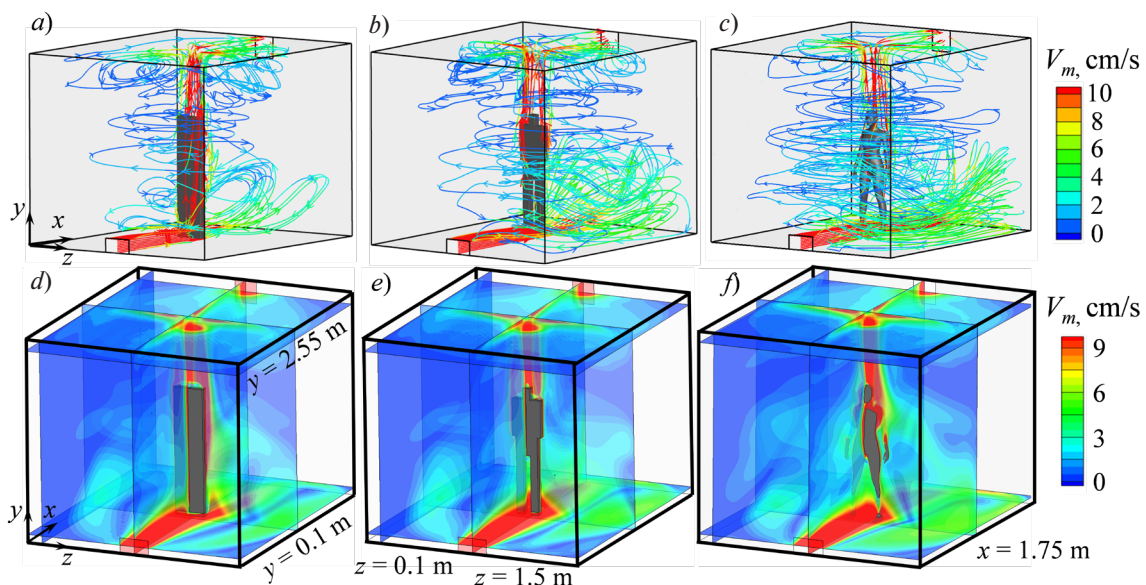 a)
b)
c)
V_m, cm/s
10
8
6
4
2
0
y
x
z
d)
e)
f)
V_m, cm/s
9
6
3
0
y = 2.55 m
y
x
z
y = 0.1 m
z = 0.1 m
z = 1.5 m
x = 1.75 m